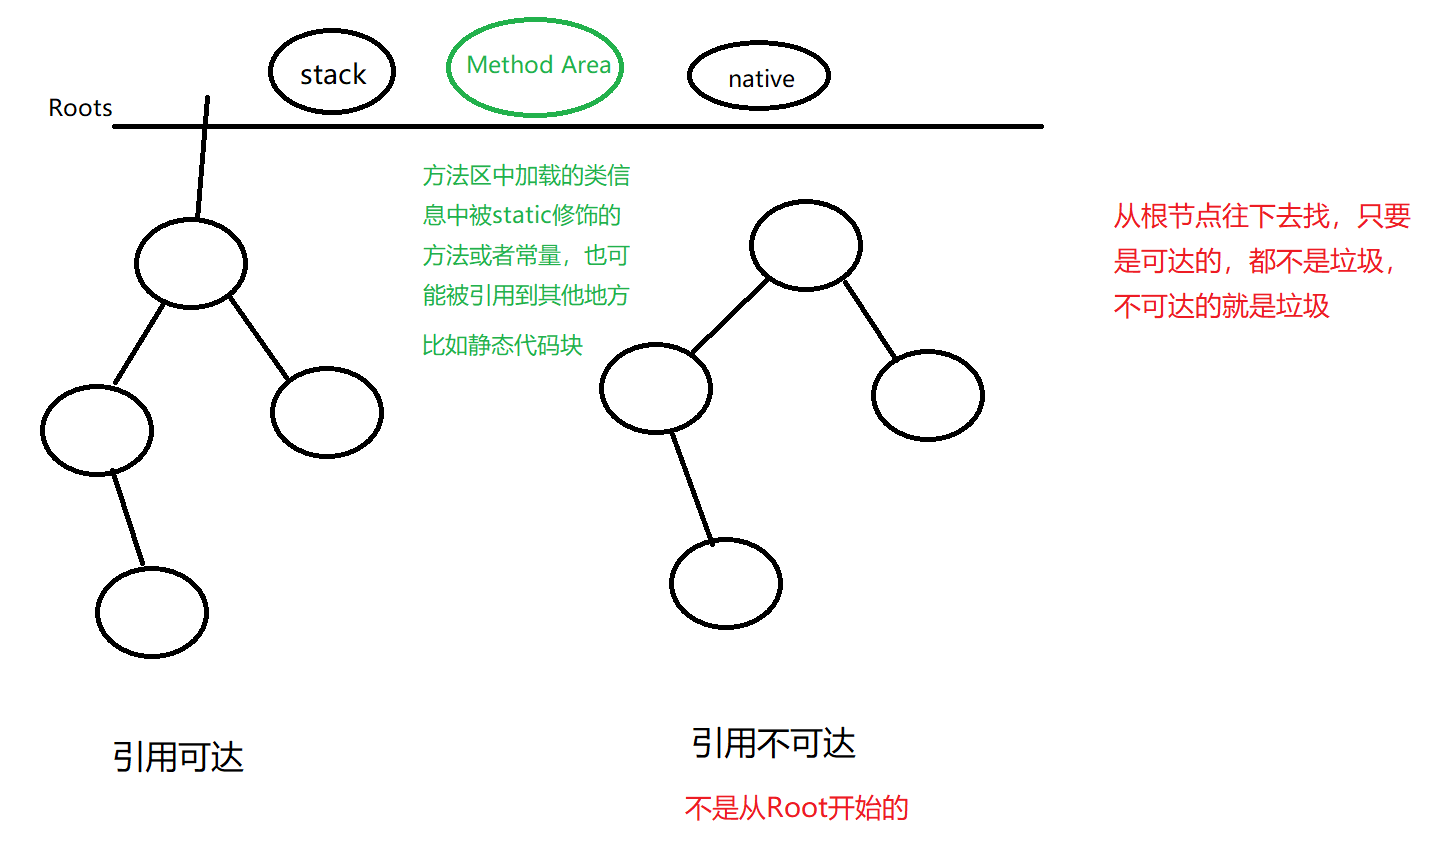 stack
Method Area
native
Roots
方法区中加载的类信
息中被static修饰的
方法或者常量，也可
能被引用到其他地方
比如静态代码块
从根节点往下去找，只要
是可达的，都不是垃圾，
不可达的就是垃圾
引用可达
引用不可达
不是从Root开始的